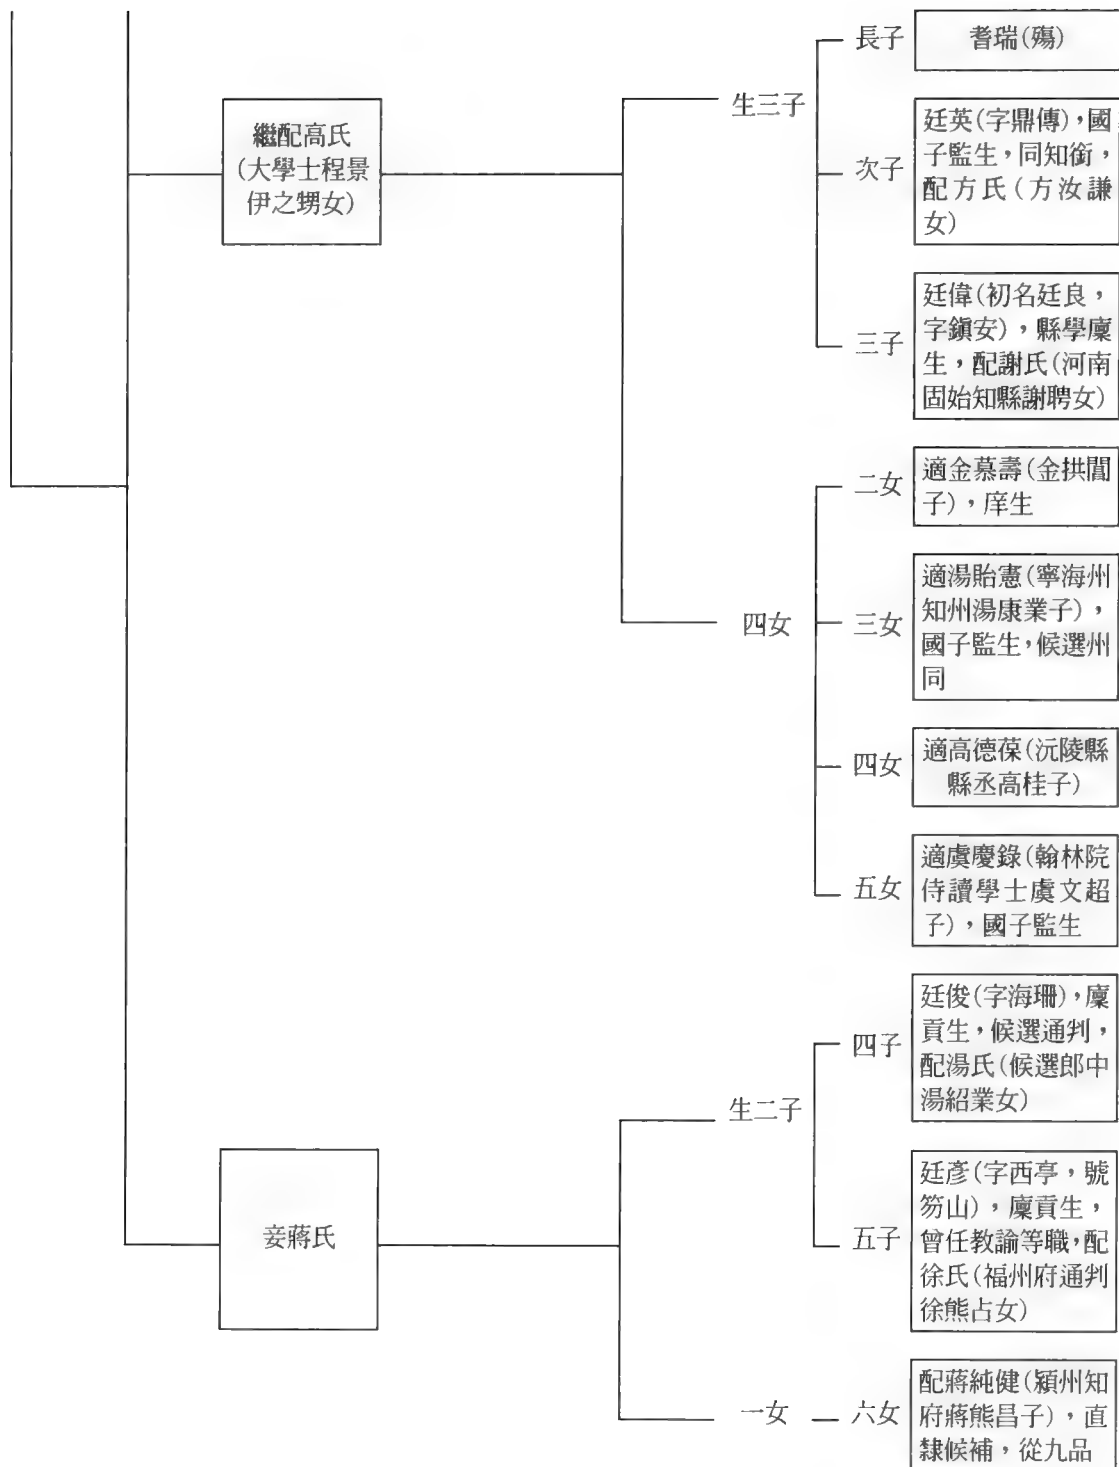 長子
耆瑞(殤)
生三子
繼配高氏
(大學士程景
伊之甥女)
次子
廷英(字鼎傳),國
子監生,同知銜,
配方氏(方汝謙
女)
三子
廷偉(初名廷良,
字鎮安),縣學廩
生,配謝氏(河南
固始知縣謝聘女)
二女
適金慕壽(金拱閶
子),庠生
四女
三女
適湯貽憲(寧海州
知州湯康業子),
國子監生,候選州
同
四女
適高德葆(沅陵縣
縣丞高桂子)
五女
適虞慶錄(翰林院
侍讀學士虞文超
子),國子監生
四子
廷俊(字海珊),廩
貢生,候選通判,
配湯氏(候選郎中
湯紹業女)
生二子
妾蔣氏
五子
廷彥(字西亭,號
笏山),廩貢生,
曾任教諭等職,配
徐氏(福州府通判
徐熊占女)
一女
六女
配蔣純健(潁州知
府蔣熊昌子),直
隸候補,從九品